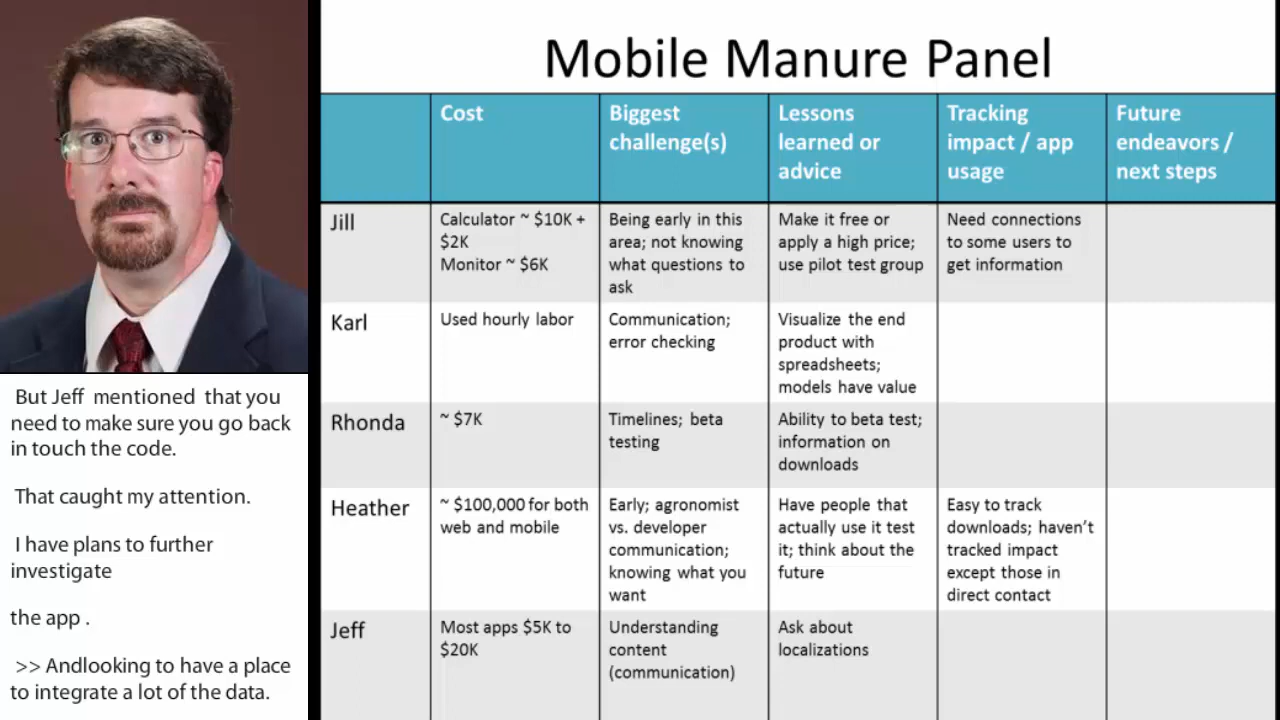 Mobile Manure Panel
Cost
Biggest
challenge(s)
Lessons
learned or
advice
Tracking
impact / app
usage
Future
endeavors /
next steps
Jill
Calculator ~ $10K +
$2K
Monitor ~ $6K
Being early in this
area; not knowing
what questions to
ask
Make it free or
apply a high price;
use pilot test group
Need connections
to some users to
get information
Karl
Used hourly labor
Communication;
error checking
Visualize the end
product with
spreadsheets;
models have value
Rhonda
~ $7K
Timelines; beta
testing
Ability to beta test;
information on
downloads
Heather
~ $100,000 for both
web and mobile
Early; agronomist
vs. developer
communication;
knowing what you
want
Have people that
actually use it test
it; think about the
future
Easy to track
downloads; haven't
tracked impact
except those in
direct contact
Jeff
Most apps $5K to
$20K
Understanding
content
(communication)
Ask about
localizations
But Jeff mentioned that you
need to make sure you go back
in touch the code.
That caught my attention.
I have plans to further
investigate
the app .
>> Andlooking to have a place
to integrate a lot of the data.